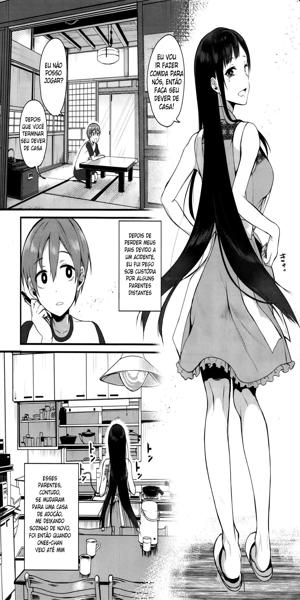 EU VOU
IR FAZER
COMIDA PARA
NÓS, ENTÃO
FAÇA SEU
DEVER DE
CASA
EU NÃO
POSSO
JOGAR?
DEPOIS
QUE VOCÊ
TERMINAR
SEU DEVER
DE CASA
DEPOIS DE
PERDER MEUS
PAIS DEVIDO A
UM ACIDENTE,
EU FUI PEGO
SOB CUSTÓDIA
POR ALGUNS
PARENTES
DISTANTES
ESSES
PARENTES,
CONTUDO,
SE MUDARAM
PARA UMA CASA
DE ADOÇÃO,
ME DEIXANDO
SOZINHO DE NOVO,
FOI ENTÃO QUANDO
ONEE-CHAN
VEIO ATÉ MIM